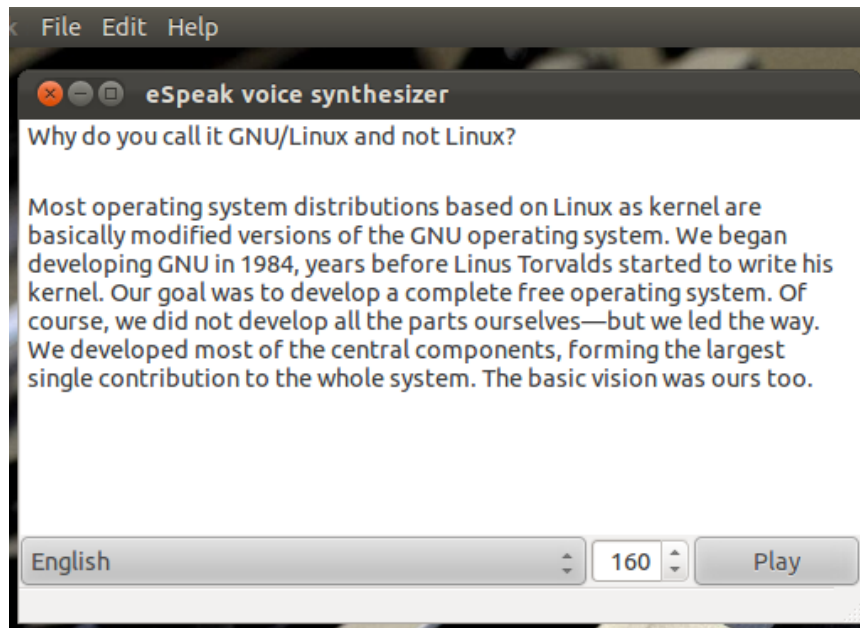 File Edit Help
eSpeak voice synthesizer
Why do you call it GNU/Linux and not Linux?
Most operating system distributions based on Linux as kernel are
basically modified versions of the GNU operating system. We began
developing GNU in 1984, years before Linus Torvalds started to write his
kernel. Our goal was to develop a complete free operating system. Of
course, we did not develop all the parts ourselves—but we led the way.
We developed most of the central components, forming the largest
single contribution to the whole system. The basic vision was ours too.
English 160 Play